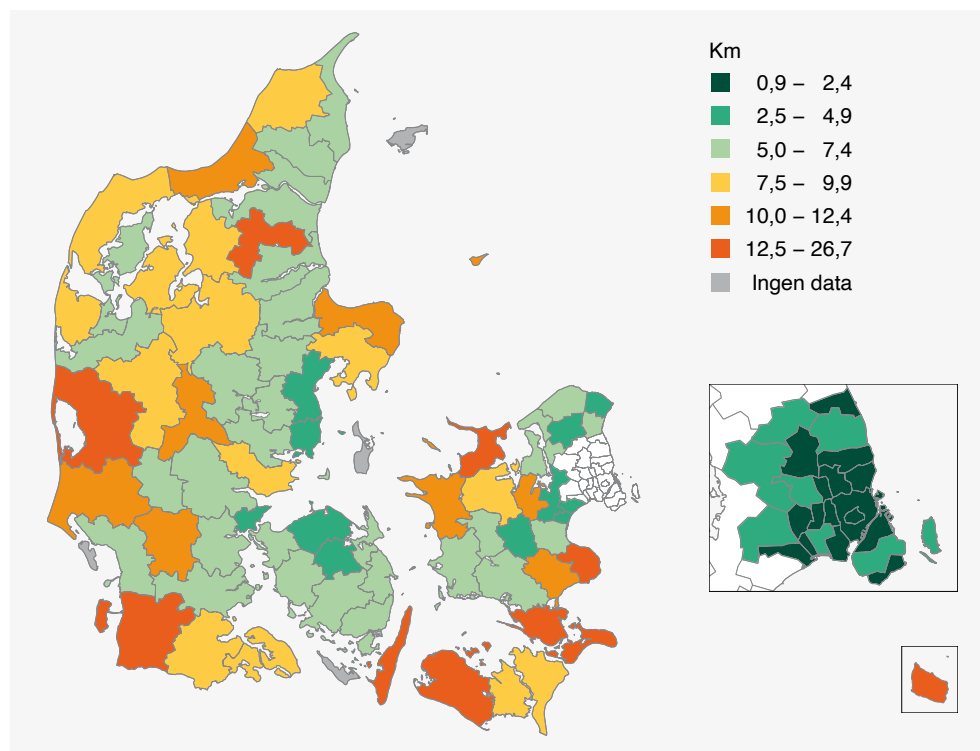 Km
0,9 – 2,4
2,5 – 4,9
5,0 – 7,4
7,5 – 9,9
10,0 – 12,4
12,5 – 26,7
Ingen data